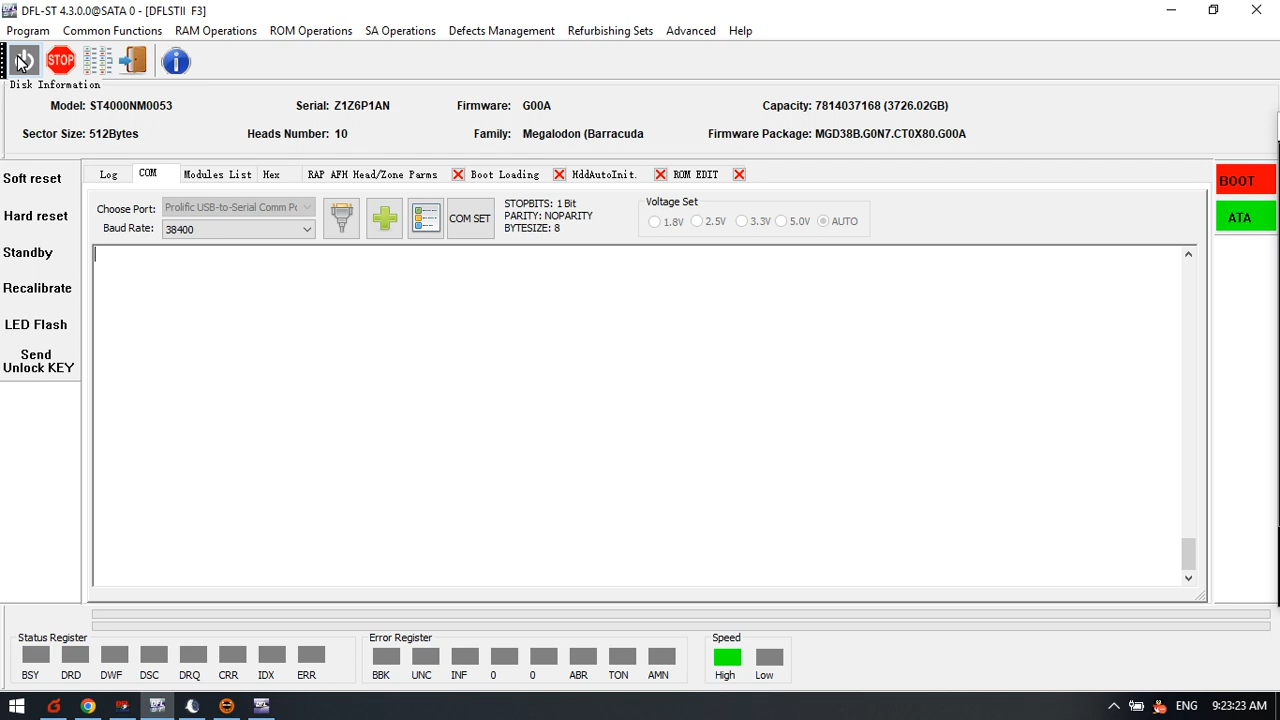 DFL-ST 4.3.0.0@SATA 0 - [DFLSTII F3]
Program Common Functions RAM Operations ROM Operations SA Operations Defects Management Refurbishing Sets Advanced Help
STOP
Disk Information
Model: ST4000NM0053 Serial: Z1Z6P1AN Firmware: G00A Capacity: 7814037168 (3726.02GB)
Sector Size: 512Bytes Heads Number: 10 Family: Megalodon (Barracuda Firmware Package: MGD38B.G0N7.CT0X80.G00A
Log COM Modules List Hex RAP AFH Head/Zone Parms Boot Loading HddAutoInit. ROM EDIT
Soft reset
Hard reset
Standby
Recalibrate
LED Flash
Send
Unlock KEY
Choose Port: Prolific USB-to-Serial Comm Po
Baud Rate: 38400
COM SET
STOPBITS: 1 Bit
PARITY: NOPARITY
BYTESIZE: 8
Voltage Set
1.8V 2.5V 3.3V 5.0V AUTO
BOOT
ATA
Status Register
BSY DRD DWF DSC DRQ CRR IDX ERR
Error Register
BBK UNC INF 0 0 ABR TON AMN
Speed
High Low
ENG 9:23:23 AM